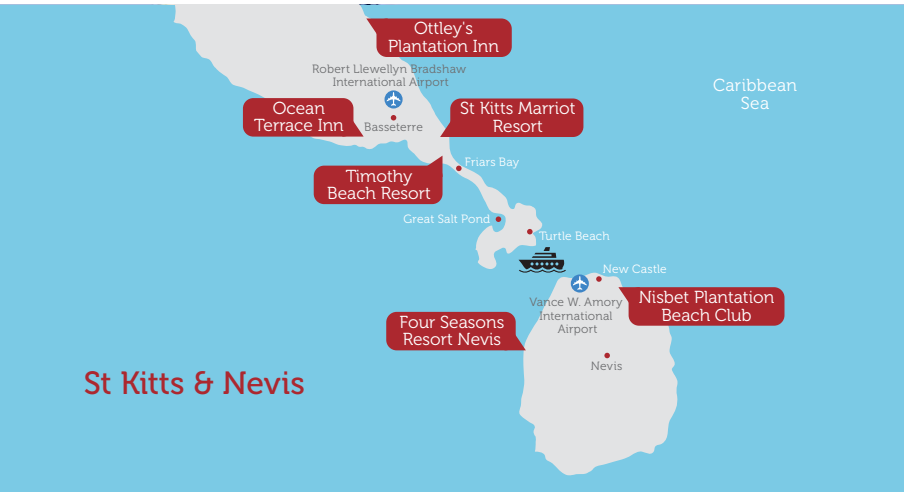 Ottley's
Plantation Inn
Robert Llewellyn Bradshaw
International Airport
Caribbean
Sea
Ocean
Terrace Inn
Basseterre
St Kitts Marriot
Resort
Friars Bay
Timothy
Beach Resort
Great Salt Pond
Turtle Beach
New Castle
Vance W. Amory
International
Airport
Nisbet Plantation
Beach Club
Four Seasons
Resort Nevis
Nevis
St Kitts & Nevis